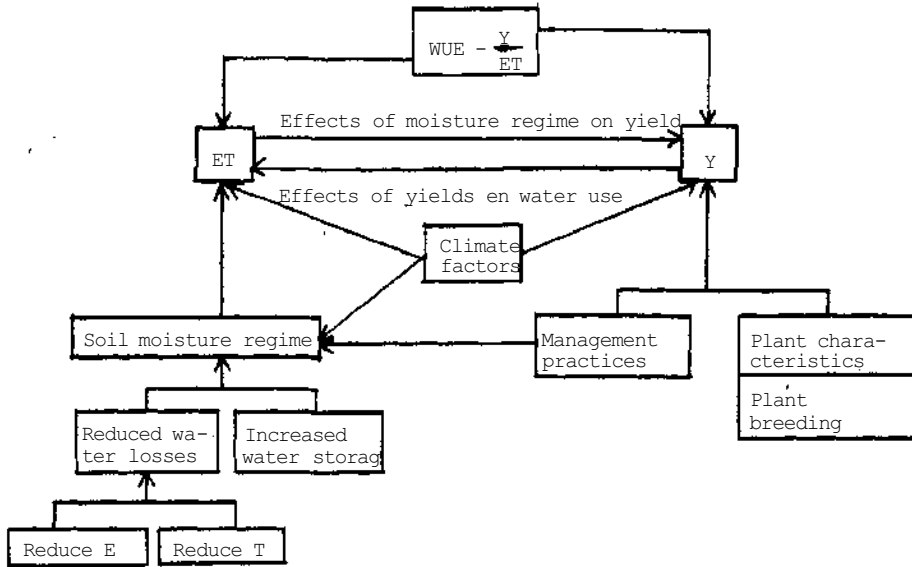 WUE - Y
ET
Effects of moisture regime on yield
ET
Y
Effects of yields en water use
Climate
factors
Soil moisture regime
Management
practices
Plant chara-
cteristics
Plant
breeding
Reduced wa-
ter losses
Increased
water storag
Reduce E
Reduce T